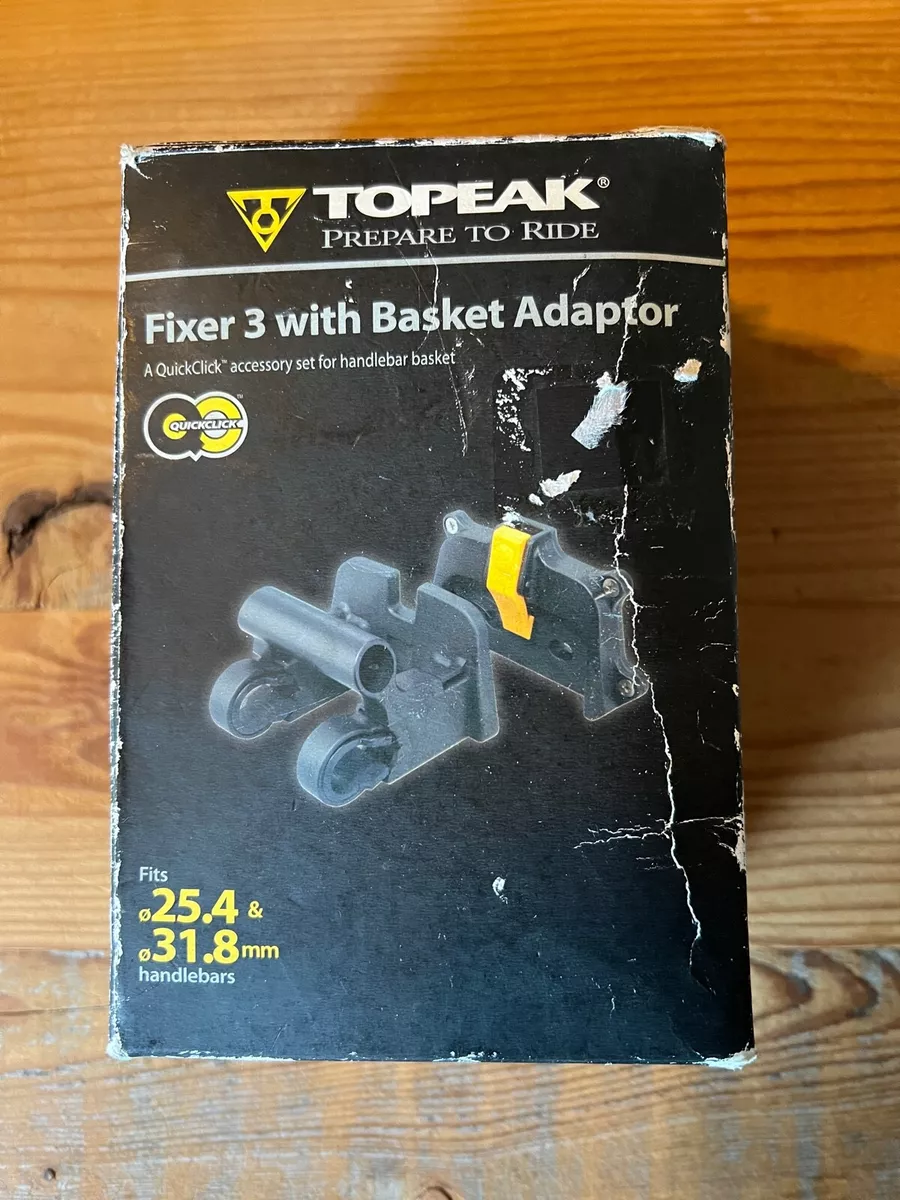 TOPEAK®
PREPARE TO RIDE
Fixer 3 with Basket Adaptor
A QuickClick™ accessory set for handlebar basket
QUICKCLICK™
Fits
ø25.4 &
ø31.8mm
handlebars